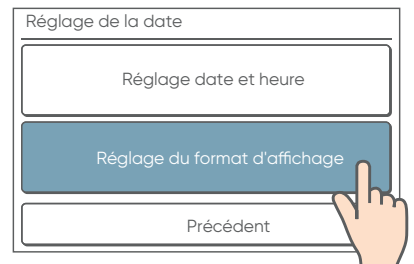 Réglage de la date
Réglage date et heure
Réglage du format d'affichage
Précédent